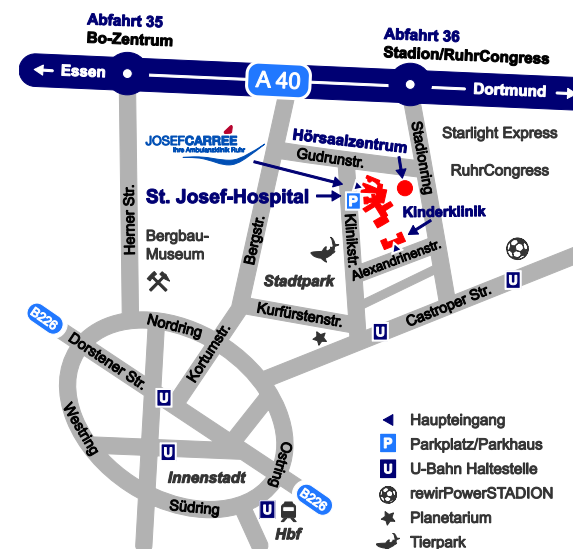 Abfahrt 35
Bo-Zentrum
Abfahrt 36
Stadion/RuhrCongress
Essen
A 40
Dortmund
Starlight Express
RuhrCongress
JOSEFCARREE
Ihre Ambulanzklinik Ruhr
Hörsaalzentrum
Gudrunstr.
Stadionring
St. Josef-Hospital
P
Kinderklinik
Herner Str.
Bergstr.
Klinikstr.
Alexandrinenstr.
Bergbau-
Museum
Stadtpark
Castroper Str.
U
Kurfürstenstr.
U
B226
Nordring
Dorstener Str.
Kortumstr.
U
Westring
U
Innenstadt
Ostring
B226
Südring
U
Hbf
Haupteingang
P Parkplatz/Parkhaus
U U-Bahn Haltestelle
rewirPowerSTADION
Planetarium
Tierpark